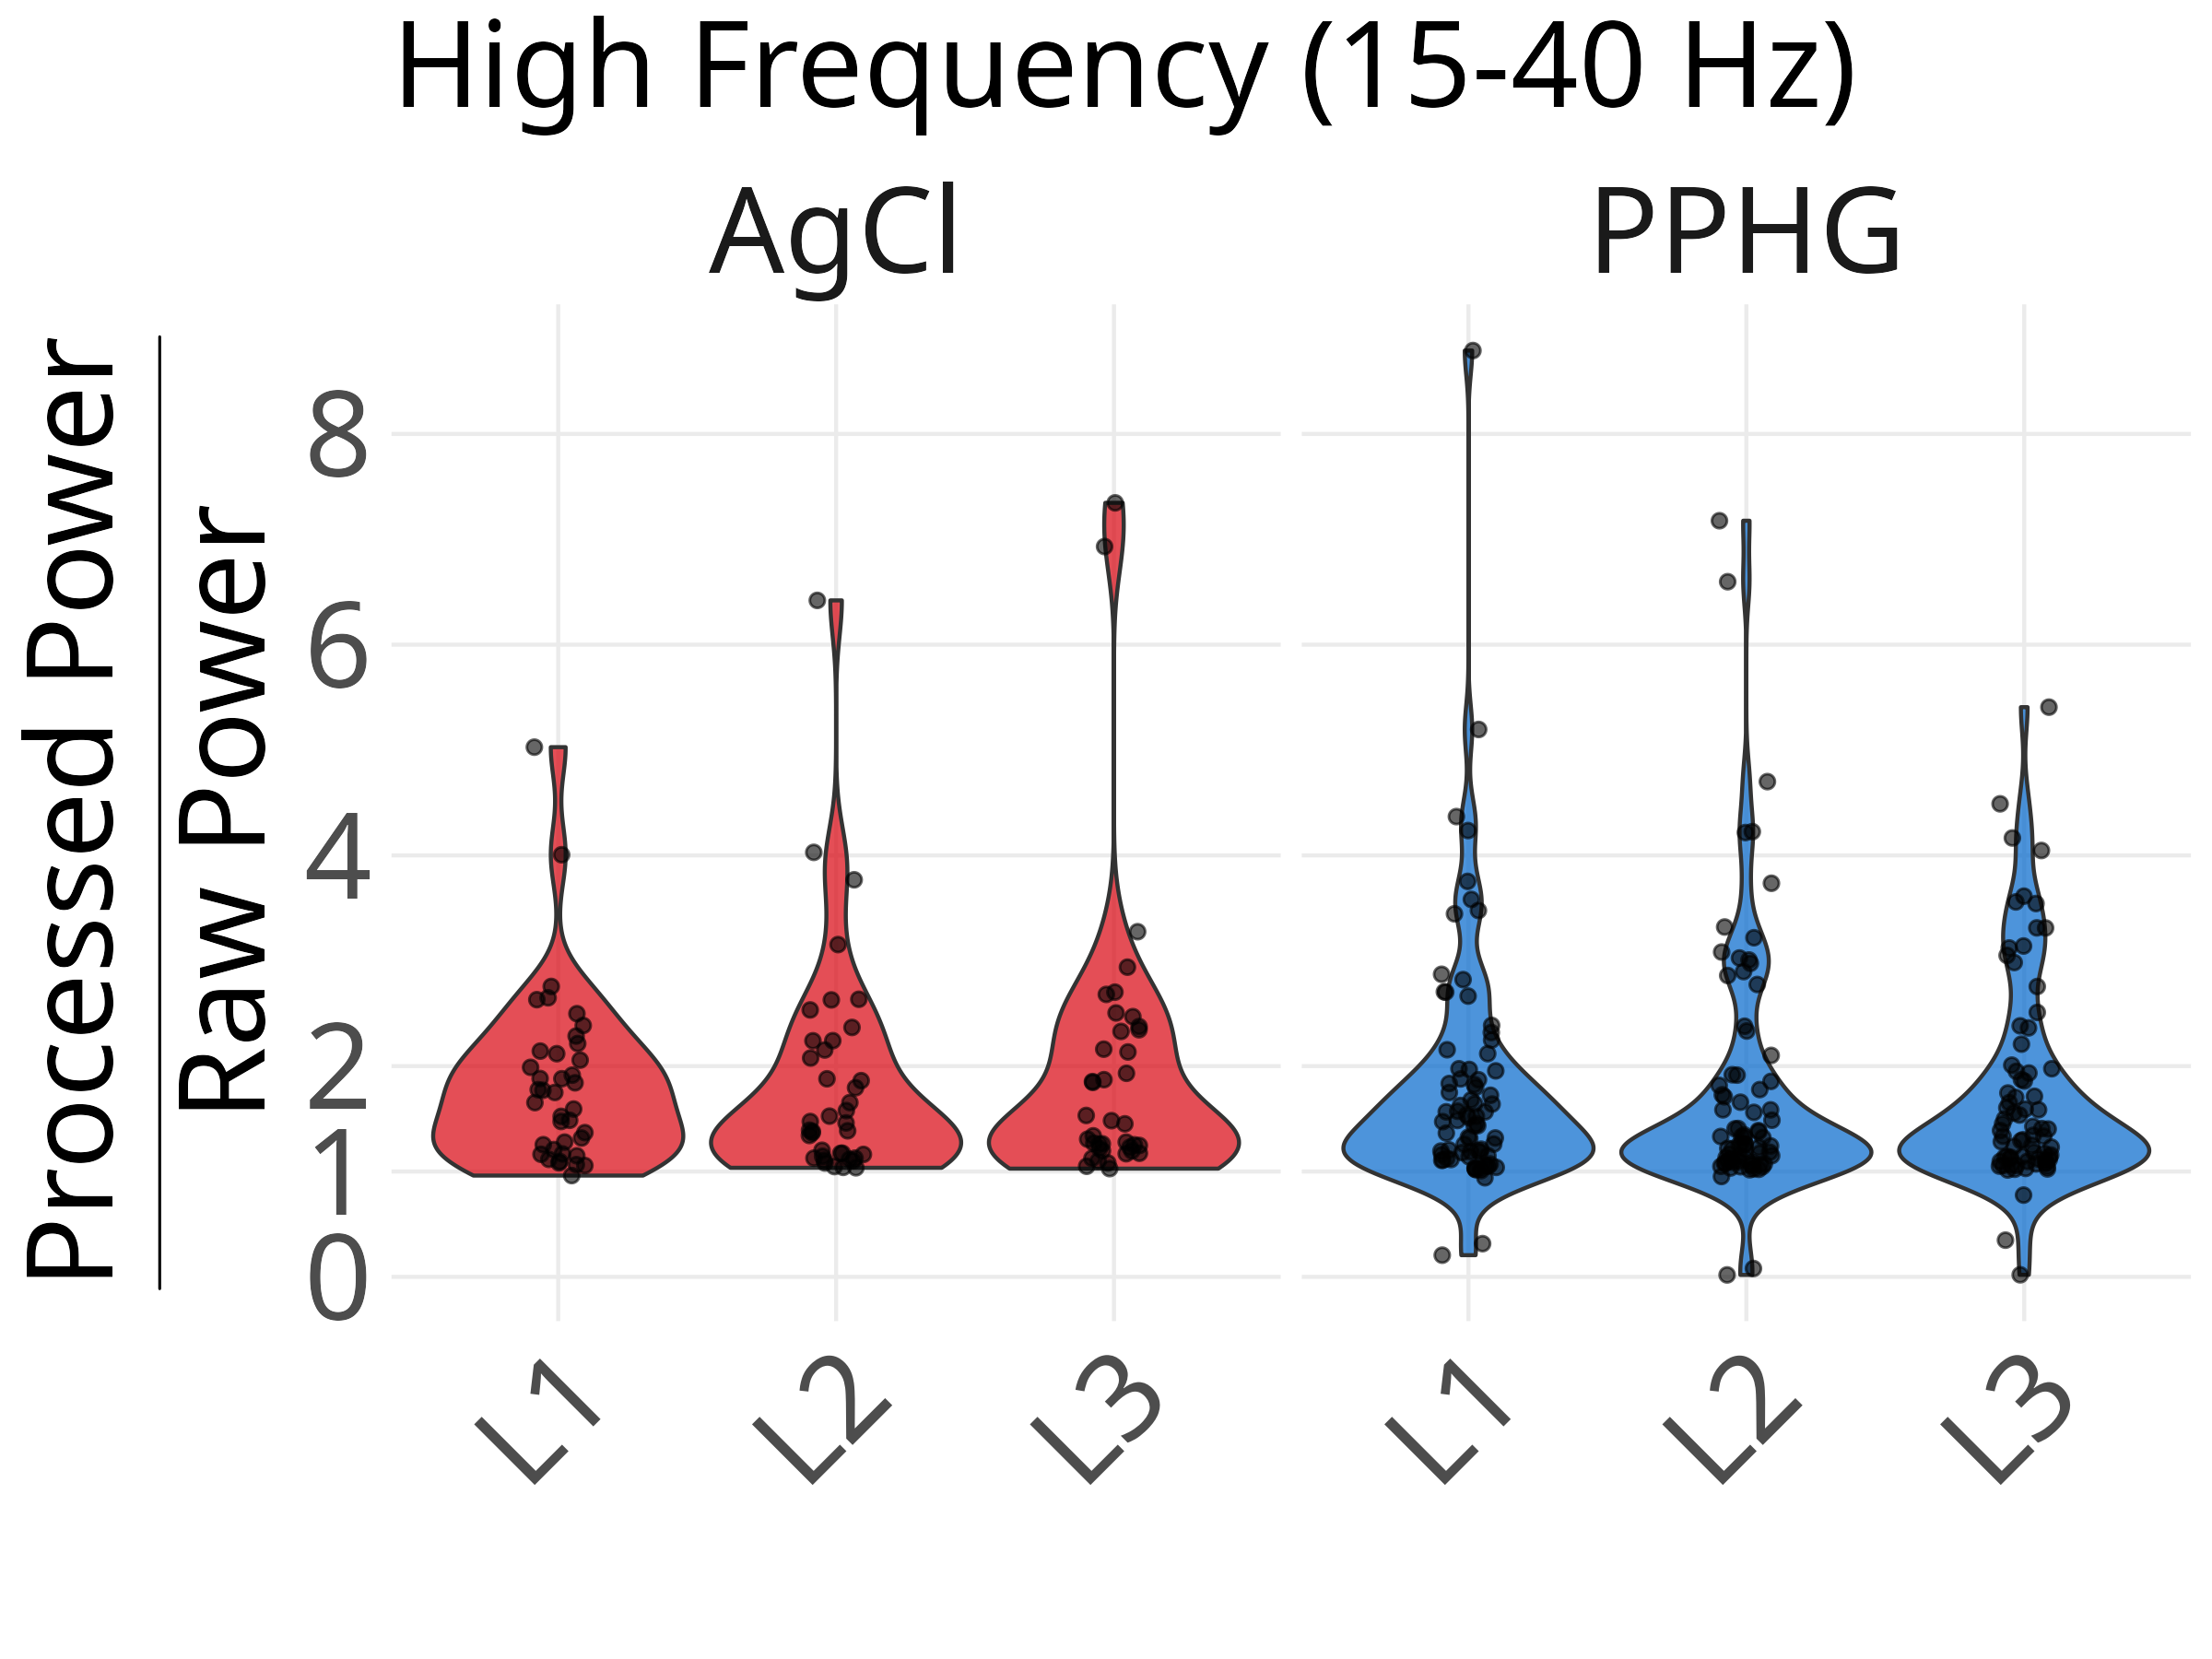 High Frequency (15-40 Hz)
AgCl
PPHG
Processed Power
Raw Power
8
6
4
2
1
0
L1
L2
L3
L1
L2
L3